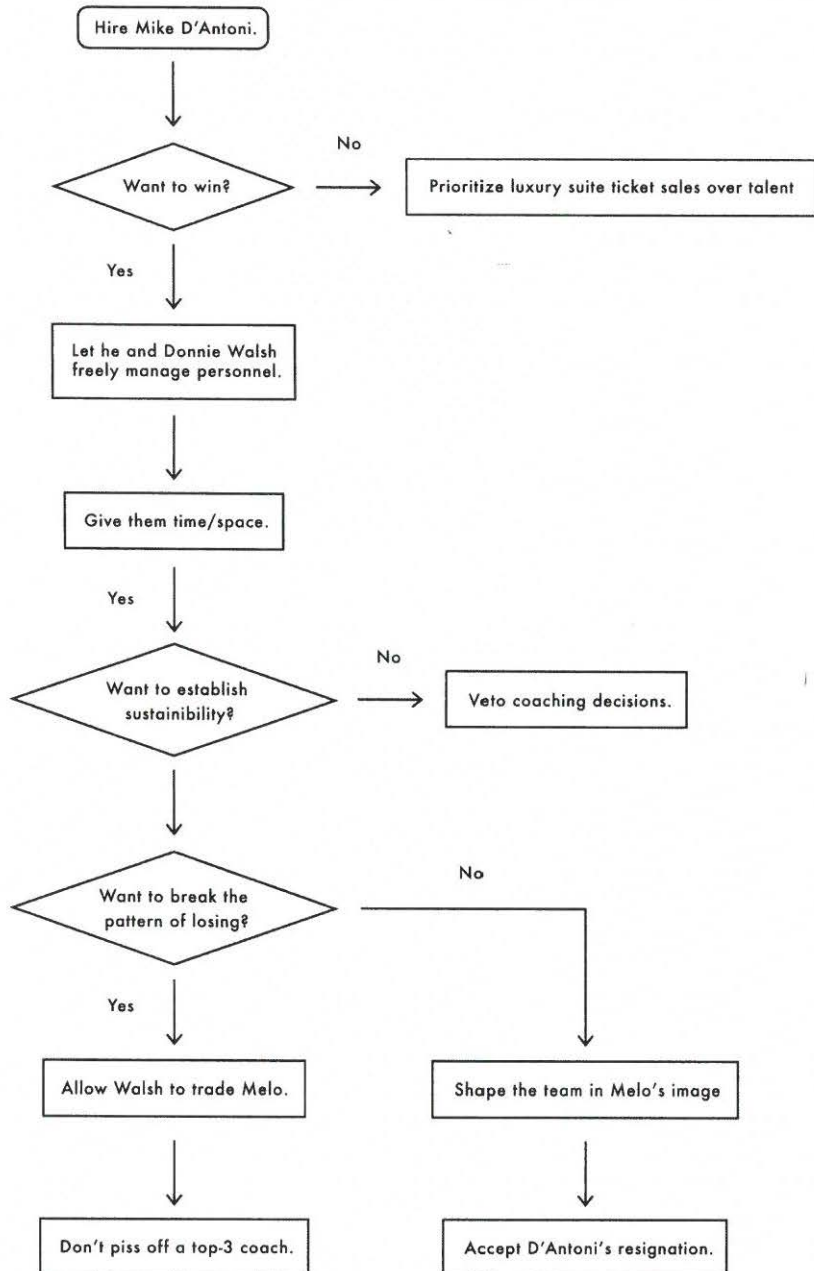 Hire Mike D'Antoni.
No
Want to win?
Prioritize luxury suite ticket sales over talent
Yes
Let he and Donnie Walsh
freely manage personnel.
Give them time/space.
Yes
No
Want to establish
sustainibility?
Veto coaching decisions.
No
Want to break the
pattern of losing?
Yes
Allow Walsh to trade Melo.
Shape the team in Melo's image
Don't piss off a top-3 coach.
Accept D'Antoni's resignation.